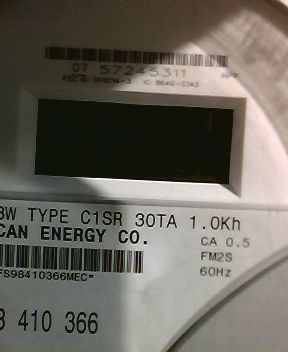 07 57245311
3W TYPE C1SR 30TA 1.0Kh
CAN ENERGY CO.
CA 0.5
FM2S
60Hz
FS98410366MEC*
410 366